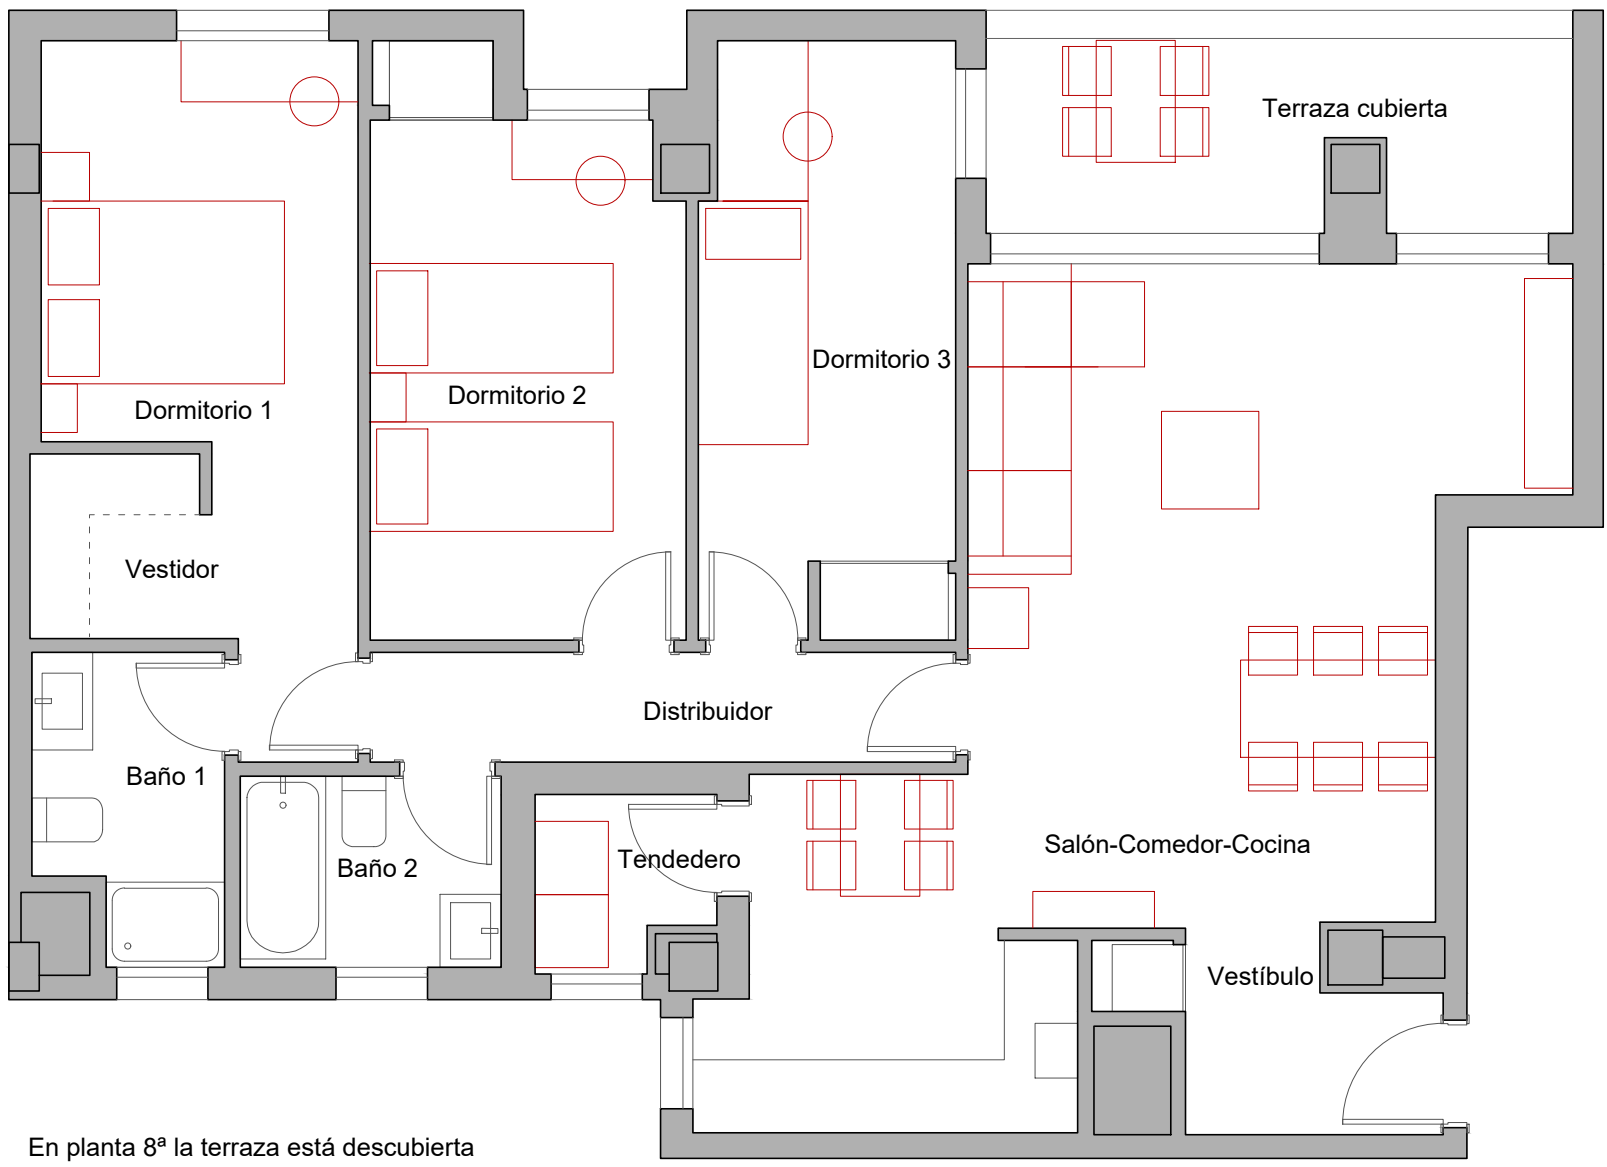 Terraza cubierta
Dormitorio 3
Dormitorio 2
Dormitorio 1
Vestidor
Distribuidor
Baño 1
Salón-Comedor-Cocina
Tendedero
Baño 2
Vestíbulo
En planta 8ª la terraza está descubierta